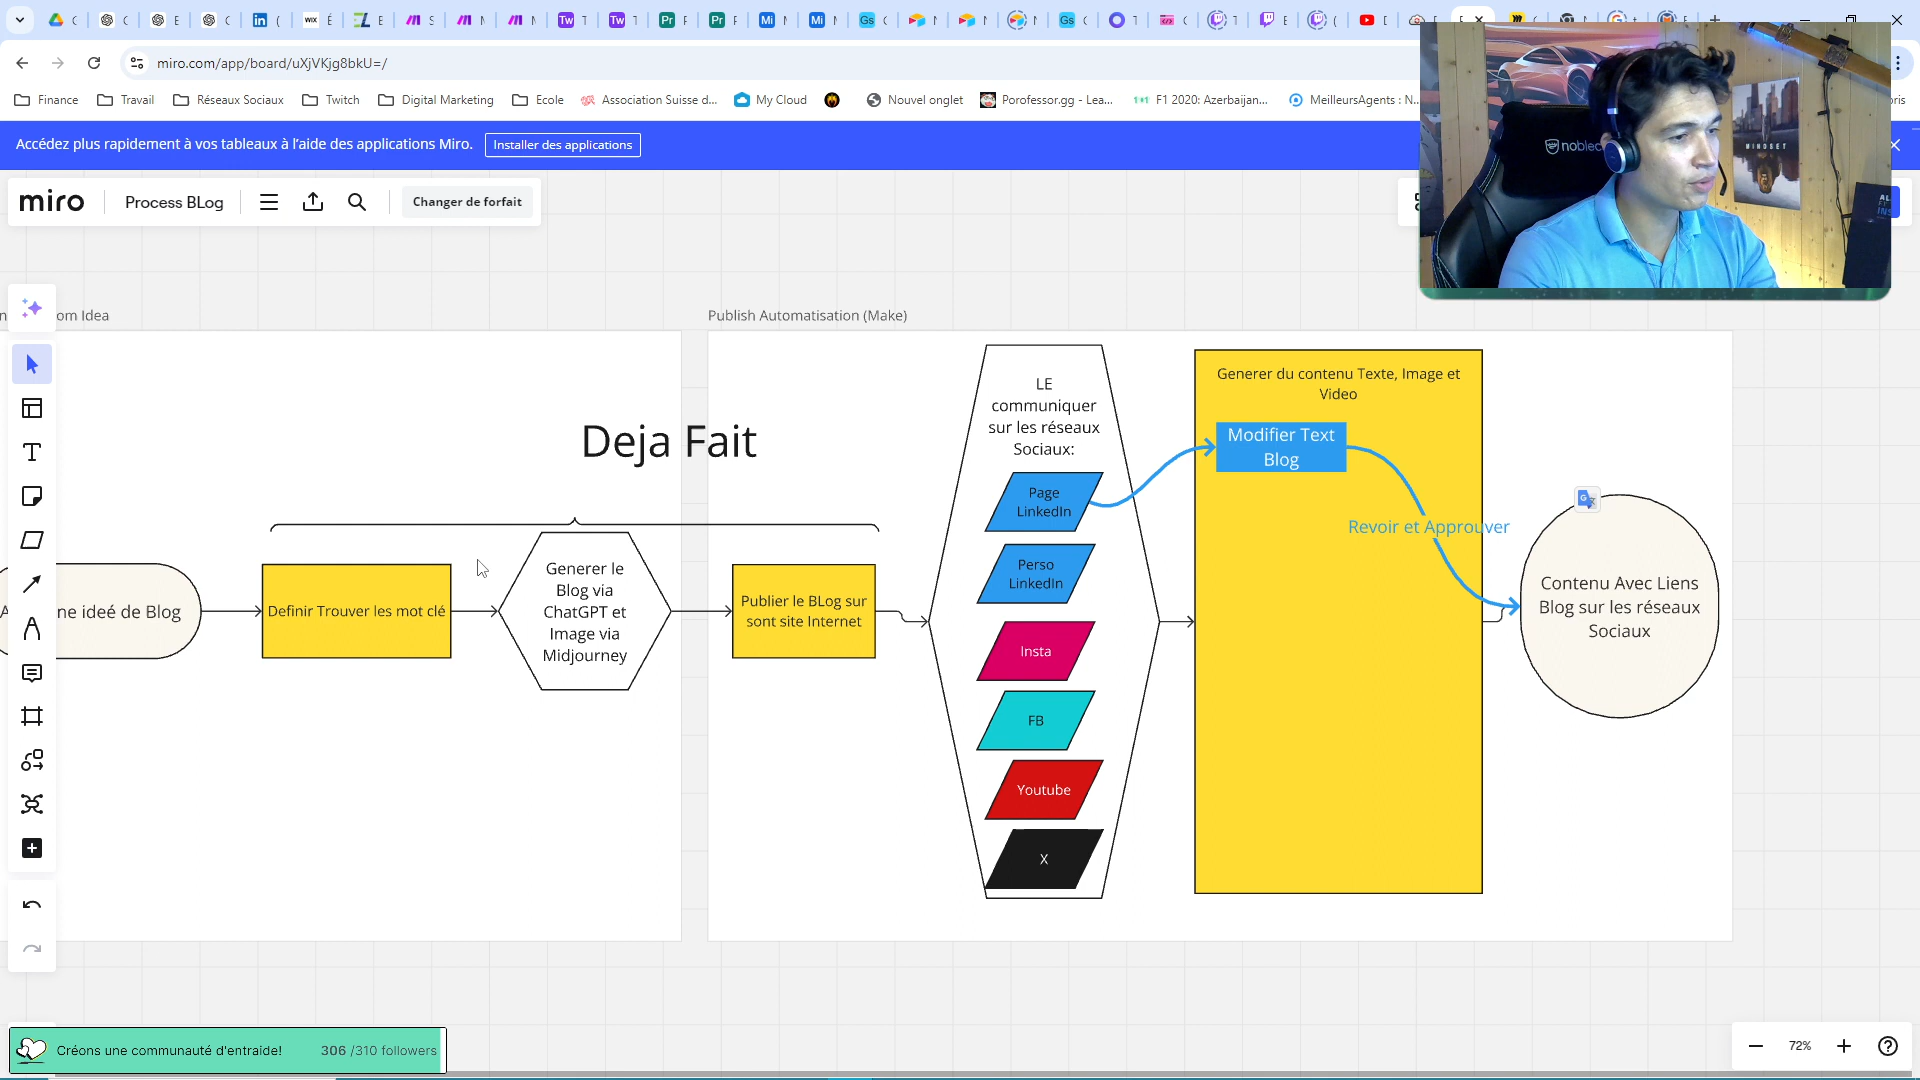 miro.com/app/board/uXjVKjg8bkU=/
Finance
Travail
Réseaux Sociaux
Twitch
Digital Marketing
Ecole
Association Suisse d...
My Cloud
Nouvel onglet
Porofessor.gg - Lea...
F1 2020: Azerbaijan...
MeilleursAgents : N...
Accédez plus rapidement à vos tableaux à l'aide des applications Miro.
Installer des applications
miro
Process BLog
Changer de forfait
noblec
MINDSET
om Idea
Publish Automatisation (Make)
Deja Fait
ne ideé de Blog
Definir Trouver les mot clé
Generer le
Blog via
ChatGPT et
Image via
Midjourney
Publier le BLog sur
sont site Internet
LE
communiquer
sur les réseaux
Sociaux:
Page
LinkedIn
Perso
LinkedIn
Insta
FB
Youtube
X
Generer du contenu Texte, Image et
Video
Modifier Text
Blog
Revoir et Approuver
Contenu Avec Liens
Blog sur les réseaux
Sociaux
Créons une communauté d'entraide!
306 /310 followers
72%